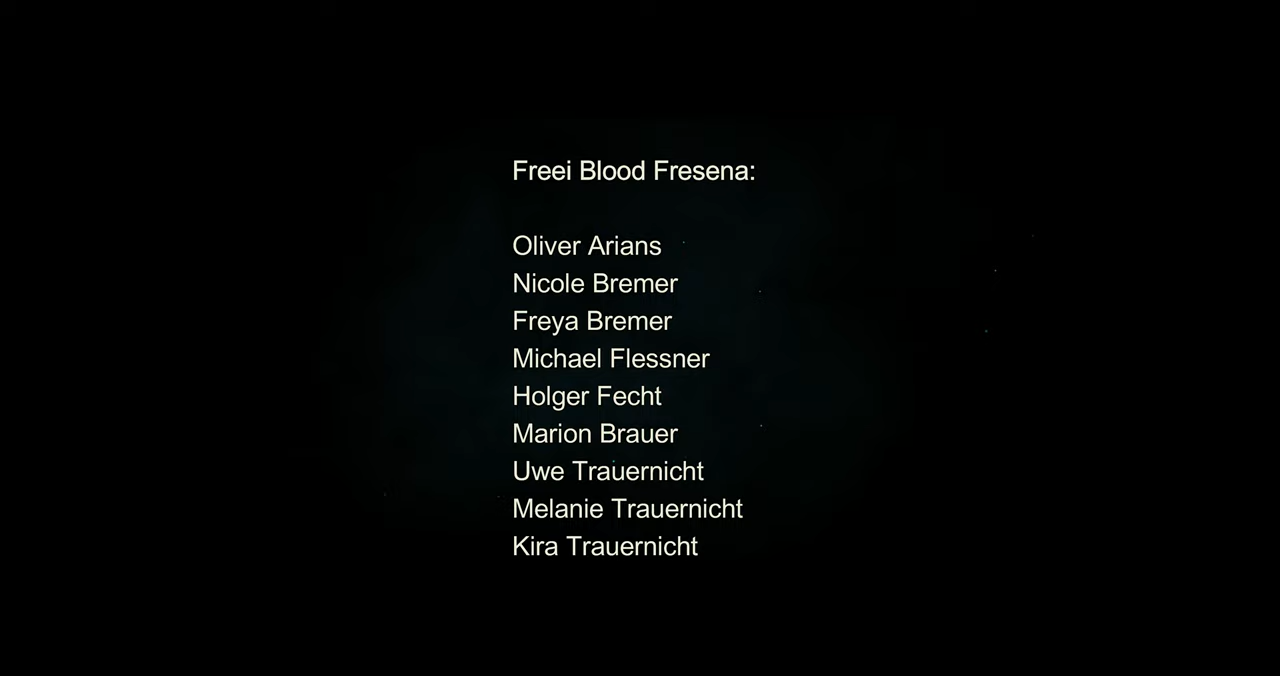 Freei Blood Fresena:
Oliver Arians
Nicole Bremer
Freya Bremer
Michael Flessner
Holger Fecht
Marion Brauer
Uwe Trauernicht
Melanie Trauernicht
Kira Trauernicht